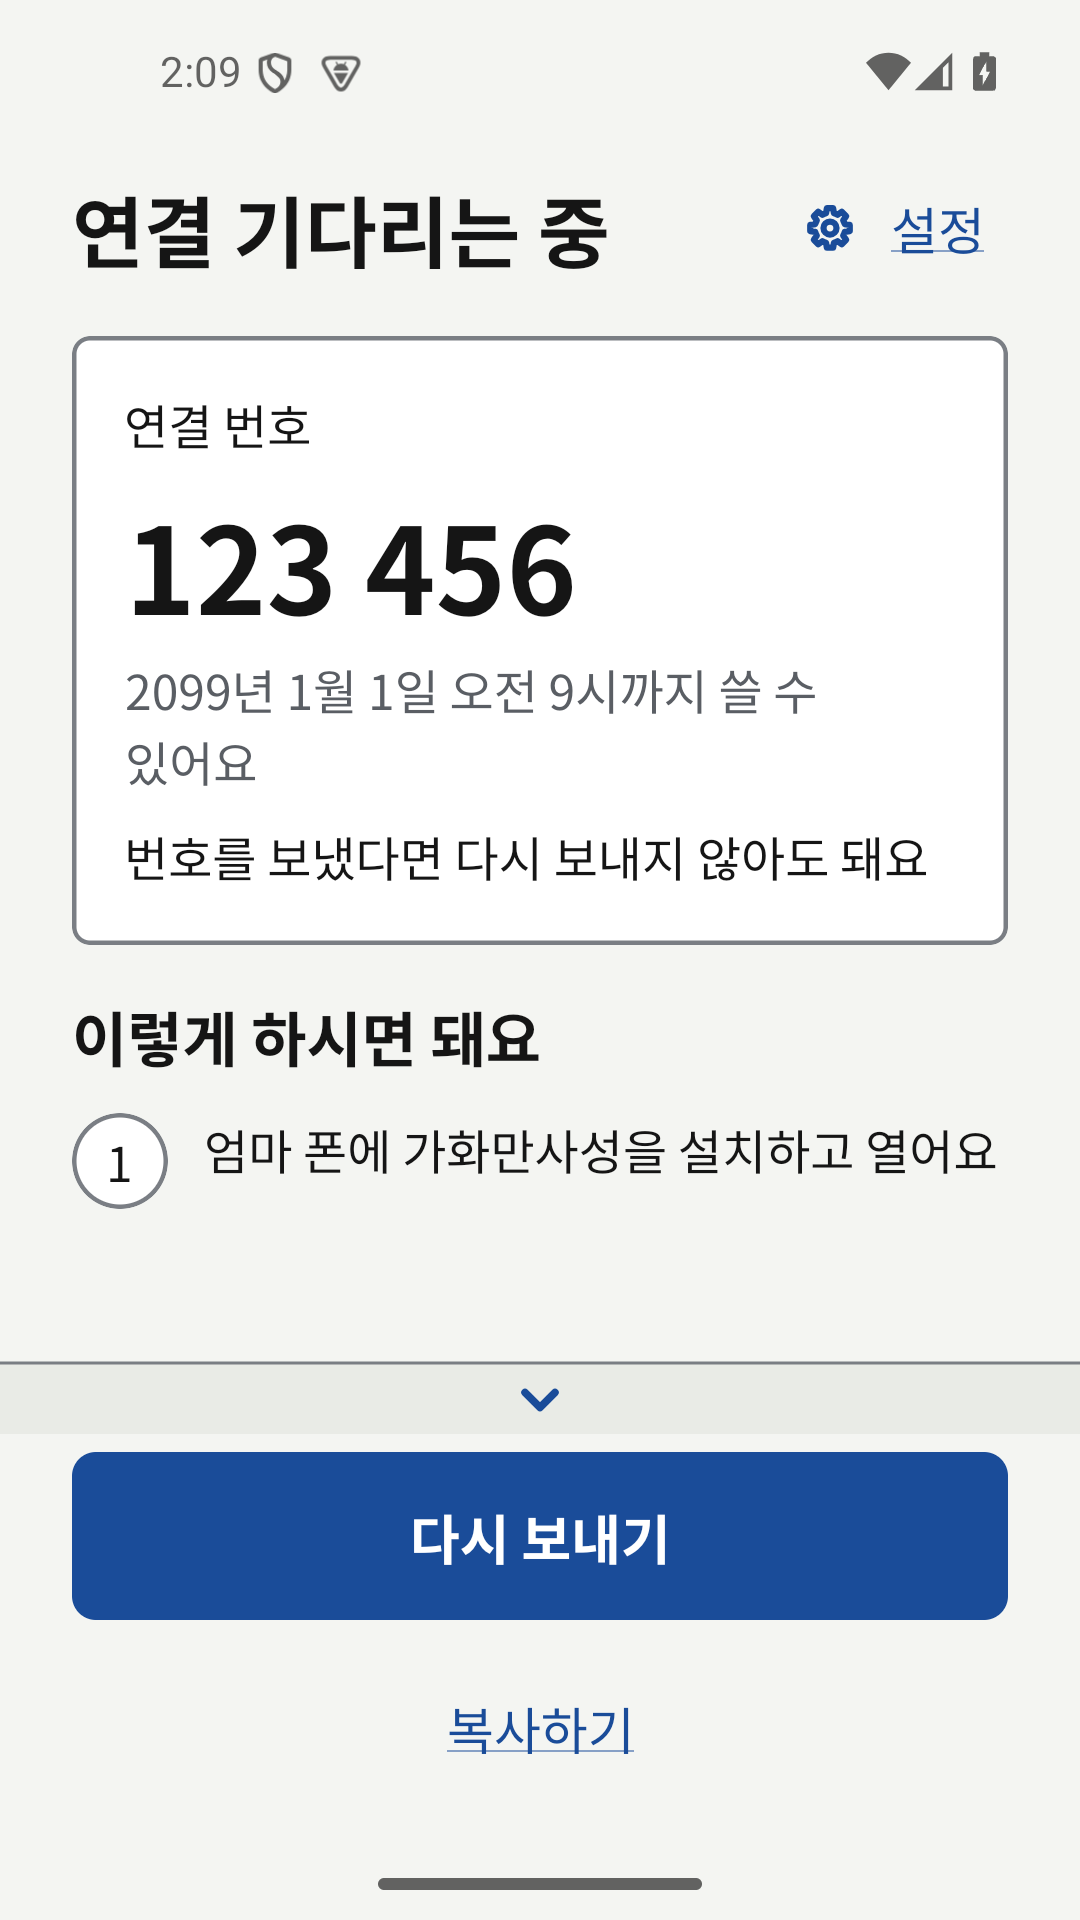 2:09
연결 기다리는 중
설정
연결 번호
123 456
2099년 1월 1일 오전 9시까지 쓸 수
있어요
번호를 보냈다면 다시 보내지 않아도 돼요
이렇게 하시면 돼요
1 엄마 폰에 가화만사성을 설치하고 열어요
다시 보내기
복사하기